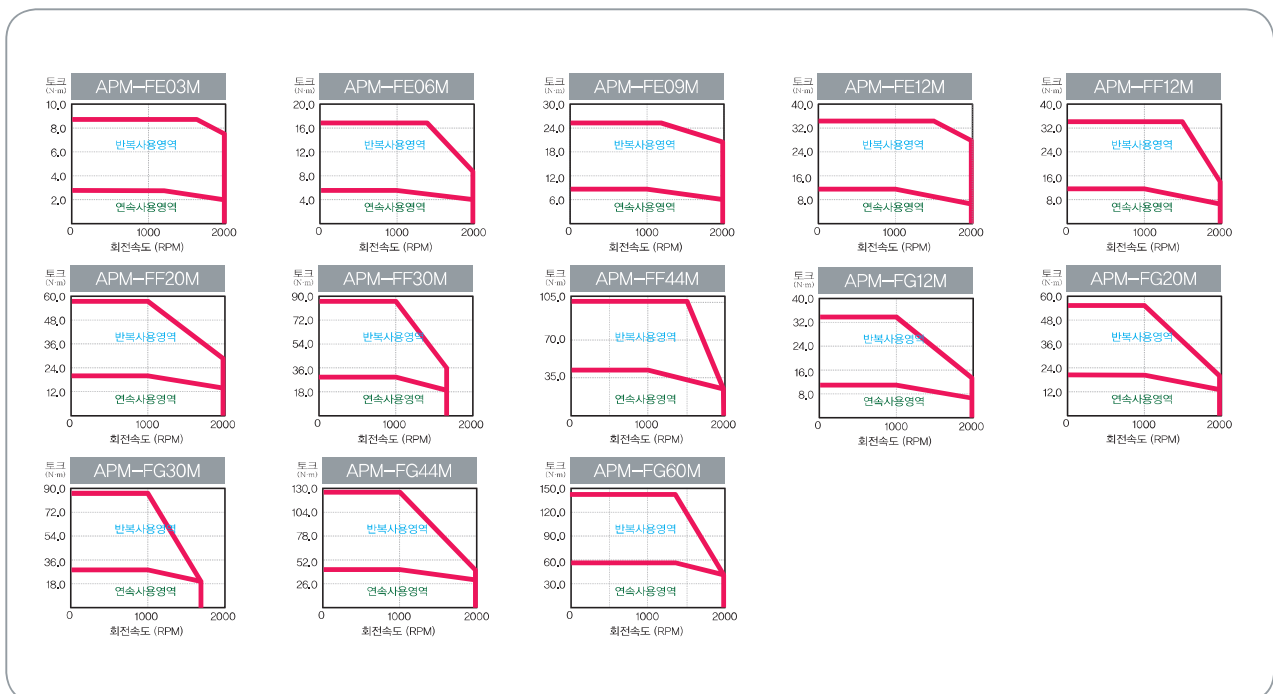 토크
(N·m)
APM-FE03M
10.0
8.0
6.0
4.0
2.0
0
1000
2000
반복사용영역
연속사용영역
회전속도 (RPM)
토크
(N·m)
APM-FE06M
20.0
16.0
12.0
8.0
4.0
0
1000
2000
반복사용영역
연속사용영역
회전속도 (RPM)
토크
(N·m)
APM-FE09M
30.0
24.0
18.0
12.0
6.0
0
1000
2000
반복사용영역
연속사용영역
회전속도 (RPM)
토크
(N·m)
APM-FE12M
40.0
32.0
24.0
16.0
8.0
0
1000
2000
반복사용영역
연속사용영역
회전속도 (RPM)
토크
(N·m)
APM-FF12M
40.0
32.0
24.0
16.0
8.0
0
1000
2000
반복사용영역
연속사용영역
회전속도 (RPM)
토크
(N·m)
APM-FF20M
60.0
48.0
36.0
24.0
12.0
0
1000
2000
반복사용영역
연속사용영역
회전속도 (RPM)
토크
(N·m)
APM-FF30M
90.0
72.0
54.0
36.0
18.0
0
1000
2000
반복사용영역
연속사용영역
회전속도 (RPM)
토크
(N·m)
APM-FF44M
105.0
70.0
35.0
0
1000
2000
반복사용영역
연속사용영역
회전속도 (RPM)
토크
(N·m)
APM-FG12M
40.0
32.0
24.0
16.0
8.0
0
1000
2000
반복사용영역
연속사용영역
회전속도 (RPM)
토크
(N·m)
APM-FG20M
60.0
48.0
36.0
24.0
12.0
0
1000
2000
반복사용영역
연속사용영역
회전속도 (RPM)
토크
(N·m)
APM-FG30M
90.0
72.0
54.0
36.0
18.0
0
1000
2000
반복사용영역
연속사용영역
회전속도 (RPM)
토크
(N·m)
APM-FG44M
130.0
104.0
78.0
52.0
26.0
0
1000
2000
반복사용영역
연속사용영역
회전속도 (RPM)
토크
(N·m)
APM-FG60M
150.0
120.0
90.0
60.0
30.0
0
1000
2000
반복사용영역
연속사용영역
회전속도 (RPM)